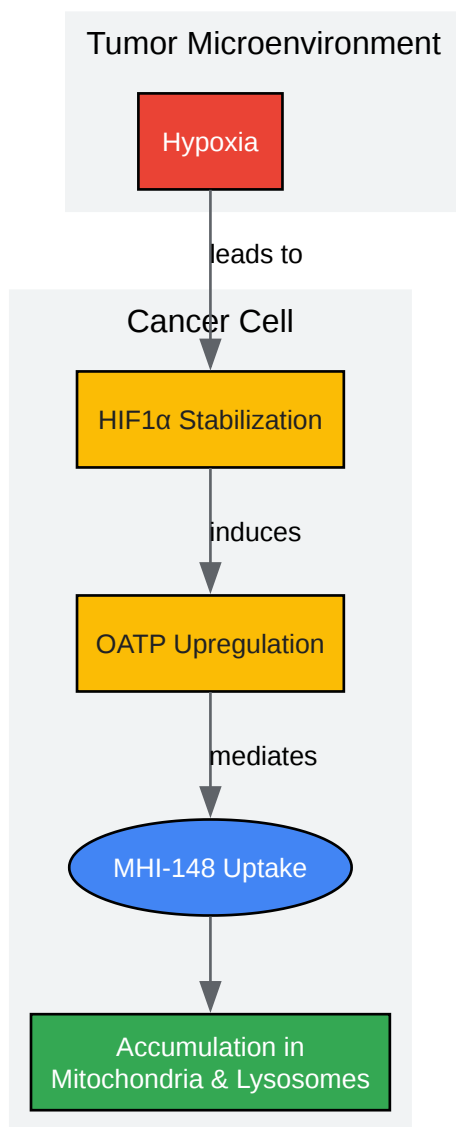 Tumor Microenvironment
Hypoxia
leads to
Cancer Cell
HIF1α Stabilization
induces
OATP Upregulation
mediates
MHI-148 Uptake
Accumulation in
Mitochondria & Lysosomes